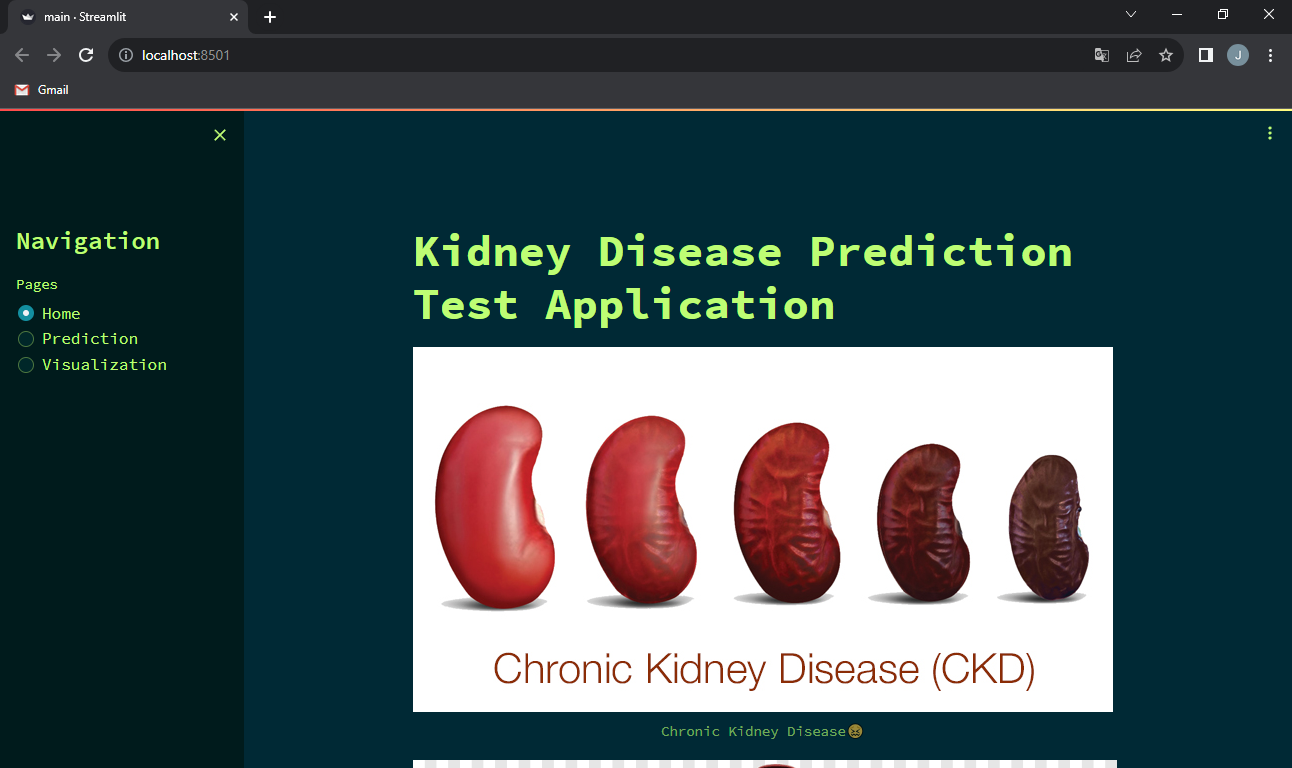 main · Streamlit
localhost:8501
J
Gmail
Navigation
Pages
Home
Prediction
Visualization
Kidney Disease Prediction
Test Application
Chronic Kidney Disease (CKD)
Chronic Kidney Disease😖